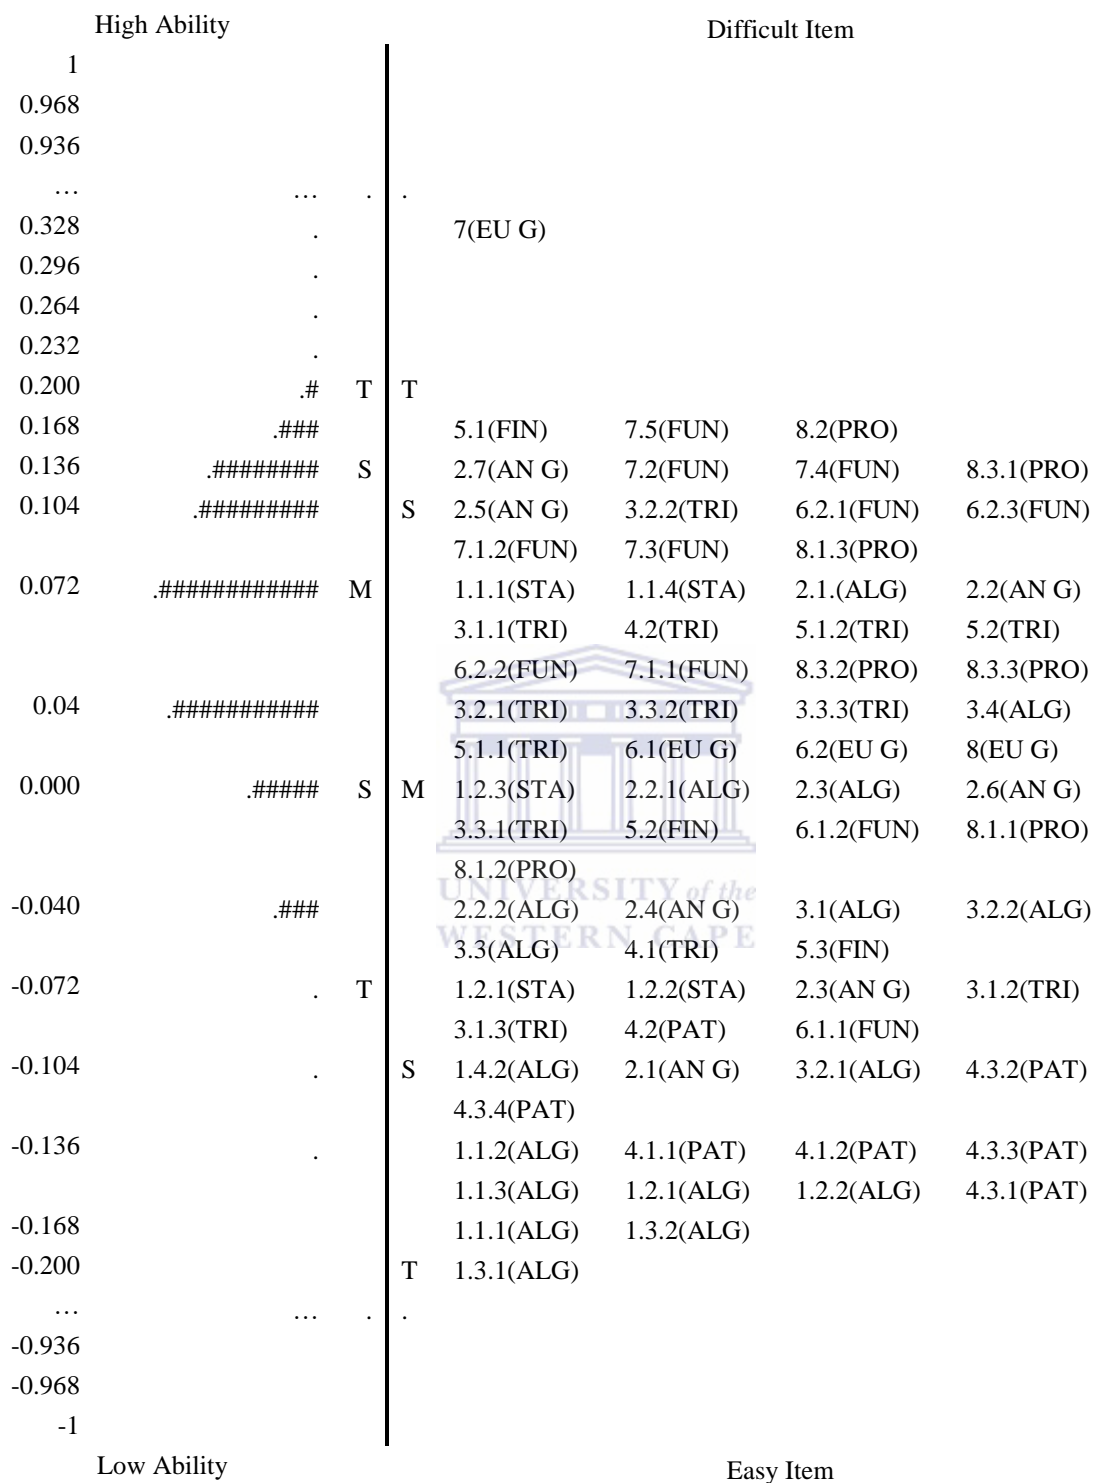 High Ability Difficult Item
1
0.968
0.936
… … . .
0.328 . 7(EU G)
0.296 .
0.264 .
0.232 .
0.200 .# T T
0.168 .### 5.1(FIN) 7.5(FUN) 8.2(PRO)
0.136 .######## S 2.7(AN G) 7.2(FUN) 7.4(FUN) 8.3.1(PRO)
0.104 .######### S 2.5(AN G) 3.2.2(TRI) 6.2.1(FUN) 6.2.3(FUN)
7.1.2(FUN) 7.3(FUN) 8.1.3(PRO)
0.072 .############ M 1.1.1(STA) 1.1.4(STA) 2.1.(ALG) 2.2(AN G)
3.1.1(TRI) 4.2(TRI) 5.1.2(TRI) 5.2(TRI)
6.2.2(FUN) 7.1.1(FUN) 8.3.2(PRO) 8.3.3(PRO)
0.04 .########### 3.2.1(TRI) 3.3.2(TRI) 3.3.3(TRI) 3.4(ALG)
5.1.1(TRI) 6.1(EU G) 6.2(EU G) 8(EU G)
0.000 .##### S M 1.2.3(STA) 2.2.1(ALG) 2.3(ALG) 2.6(AN G)
3.3.1(TRI) 5.2(FIN) 6.1.2(FUN) 8.1.1(PRO)
8.1.2(PRO)
UNIVERSITY of the
-0.040 .### 2.2.2(ALG) 2.4(AN G) 3.1(ALG) 3.2.2(ALG)
WESTERN CAPE
3.3(ALG) 4.1(TRI) 5.3(FIN)
-0.072 . T 1.2.1(STA) 1.2.2(STA) 2.3(AN G) 3.1.2(TRI)
3.1.3(TRI) 4.2(PAT) 6.1.1(FUN)
-0.104 . S 1.4.2(ALG) 2.1(AN G) 3.2.1(ALG) 4.3.2(PAT)
4.3.4(PAT)
-0.136 . 1.1.2(ALG) 4.1.1(PAT) 4.1.2(PAT) 4.3.3(PAT)
1.1.3(ALG) 1.2.1(ALG) 1.2.2(ALG) 4.3.1(PAT)
-0.168 1.1.1(ALG) 1.3.2(ALG)
-0.200 T 1.3.1(ALG)
… … . .
-0.936
-0.968
-1
Low Ability Easy Item